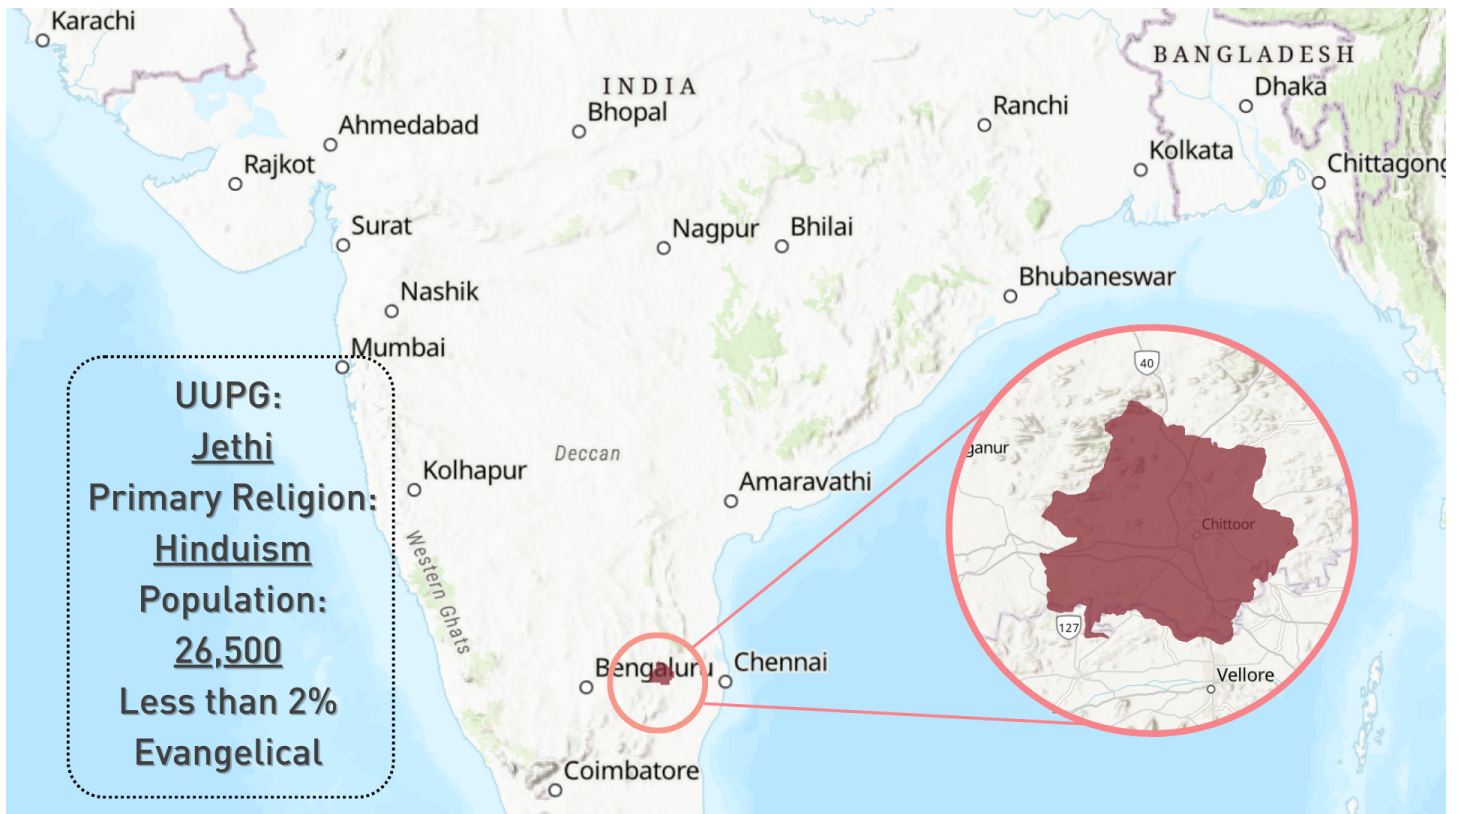 Karachi
INDIA
BANGLADESH
Dhaka
Ahmedabad
Bhopal
Ranchi
Rajkot
Kolkata
Chittagong
Surat
Nagpur
Bhilai
Nashik
Bhubaneswar
Mumbai
UUPG:
Jethi
Primary Religion:
Hinduism
Population:
26,500
Less than 2%
Evangelical
Kolhapur
Deccan
Amaravathi
Western Ghats
Bengaluru
Chennai
Coimbatore
40
ganur
Chittoor
127
Vellore